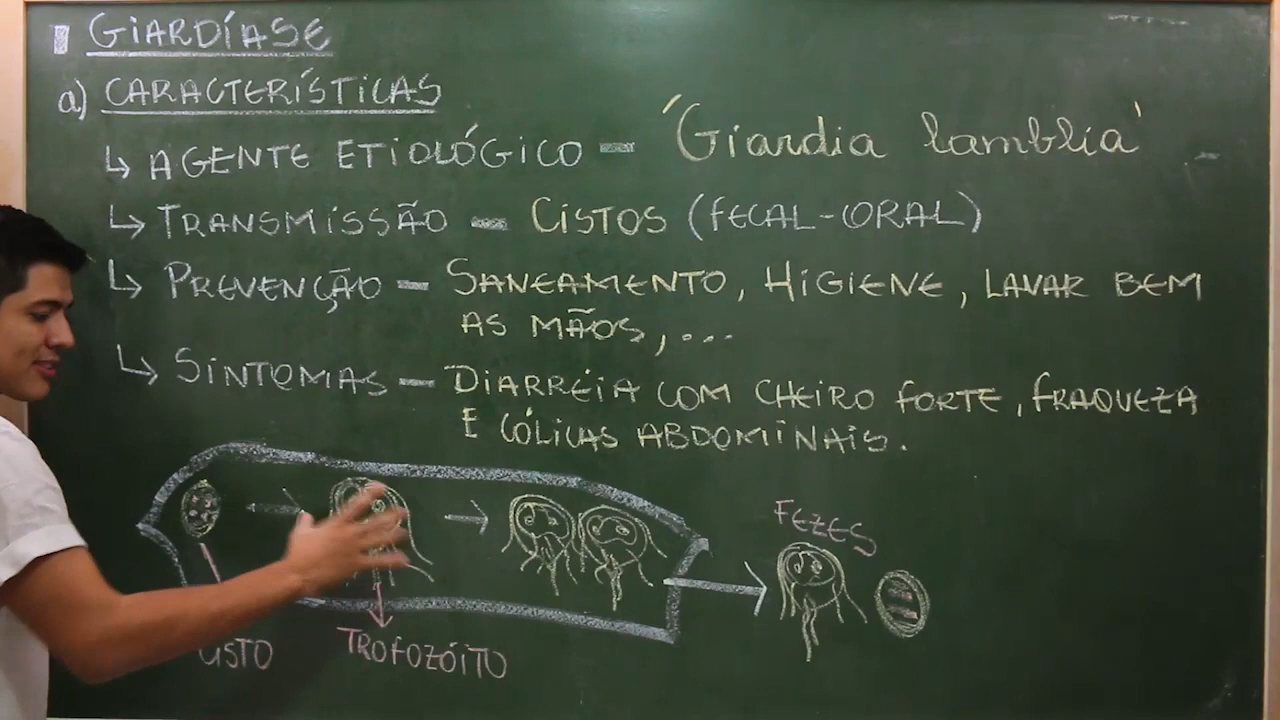 GIARDÍASE
a) CARACTERÍSTICAS
↳ AGENTE ETIOLÓGICO - 'Giardia lamblia'
↳ TRANSMISSÃO - CISTOS (FECAL-ORAL)
↳ PREVENÇÃO - SANEAMENTO, HIGIENE, LAVAR BEM
AS MÃOS, ...
↳ SINTOMAS - DIARRÉIA COM CHEIRO FORTE, FRAQUEZA
E CÓLICAS ABDOMINAIS.
FEZES
CISTO
TROFOZÓITO